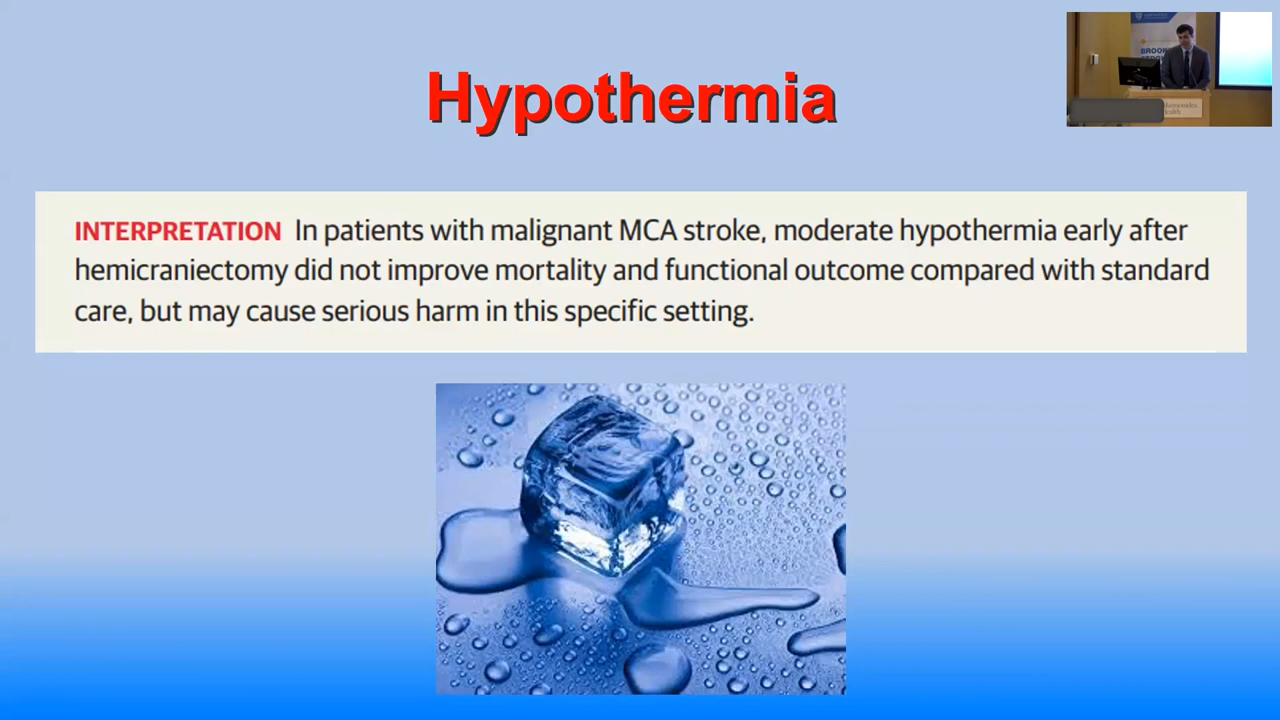 Hypothermia
INTERPRETATION In patients with malignant MCA stroke, moderate hypothermia early after
hemicraniectomy did not improve mortality and functional outcome compared with standard
care, but may cause serious harm in this specific setting.